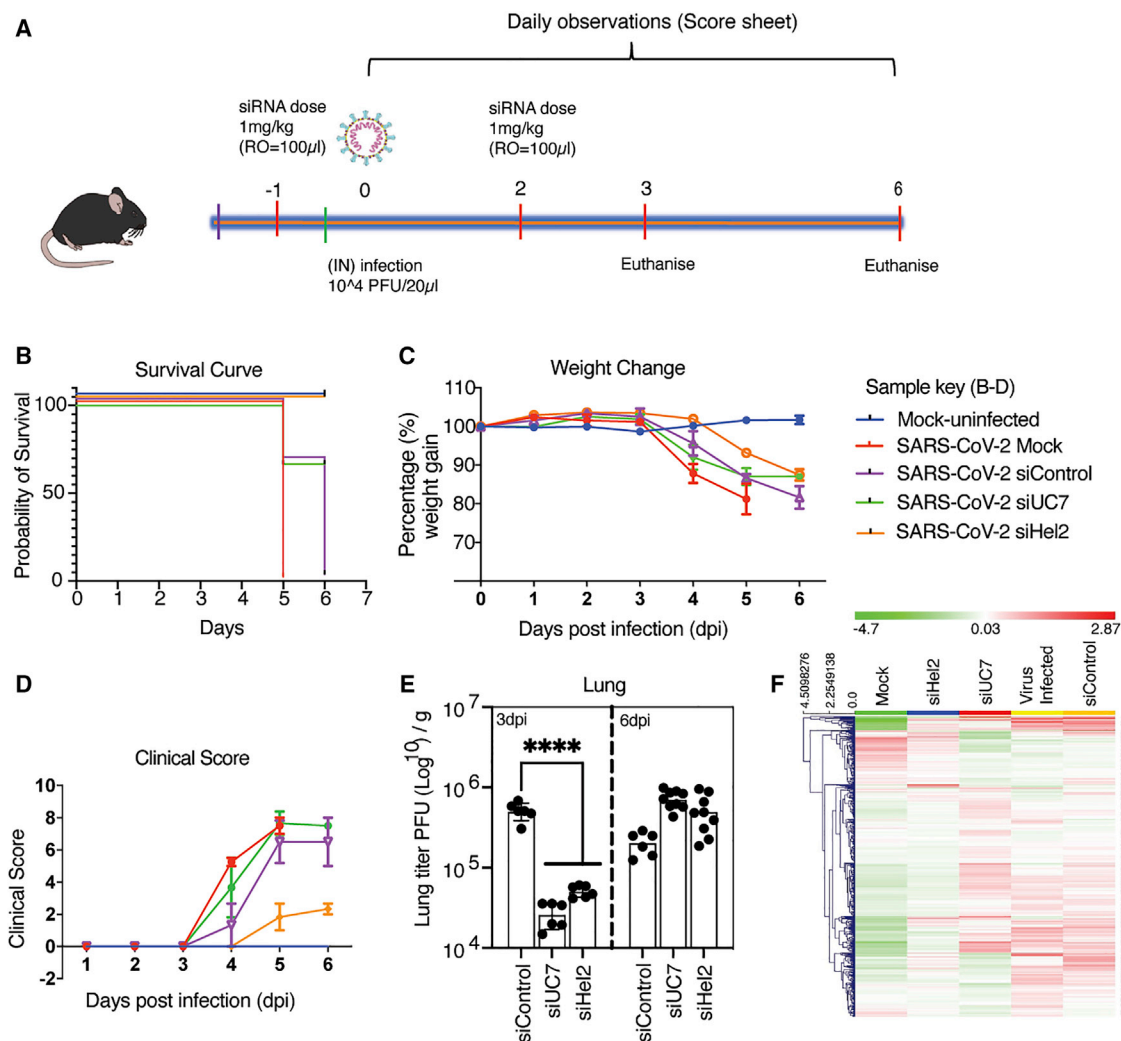 A
Daily observations (Score sheet)
siRNA dose
1mg/kg
(RO=100µl)
siRNA dose
1mg/kg
(RO=100µl)
-1 0 2 3 6
(IN) infection
10^4 PFU/20µl
Euthanise
Euthanise
B
Survival Curve
Probability of Survival
100
50
0
0 1 2 3 4 5 6 7
Days
C
Weight Change
Percentage (%)
weight gain
110
100
90
80
70
0 1 2 3 4 5 6
Days post infection (dpi)
Sample key (B-D)
Mock-uninfected
SARS-CoV-2 Mock
SARS-CoV-2 siControl
SARS-CoV-2 siUC7
SARS-CoV-2 siHel2
D
Clinical Score
Clinical Score
10
8
6
4
2
0
-2
1 2 3 4 5 6
Days post infection (dpi)
E
Lung
Lung titer PFU (Log10) / g
10^7
10^6
10^5
10^4
3dpi
6dpi
****
siControl
siUC7
siHel2
siControl
siUC7
siHel2
F
-4.7 0.03 2.87
4.5098276
2.2549138
0.0
Mock
siHel2
siUC7
Virus
Infected
siControl